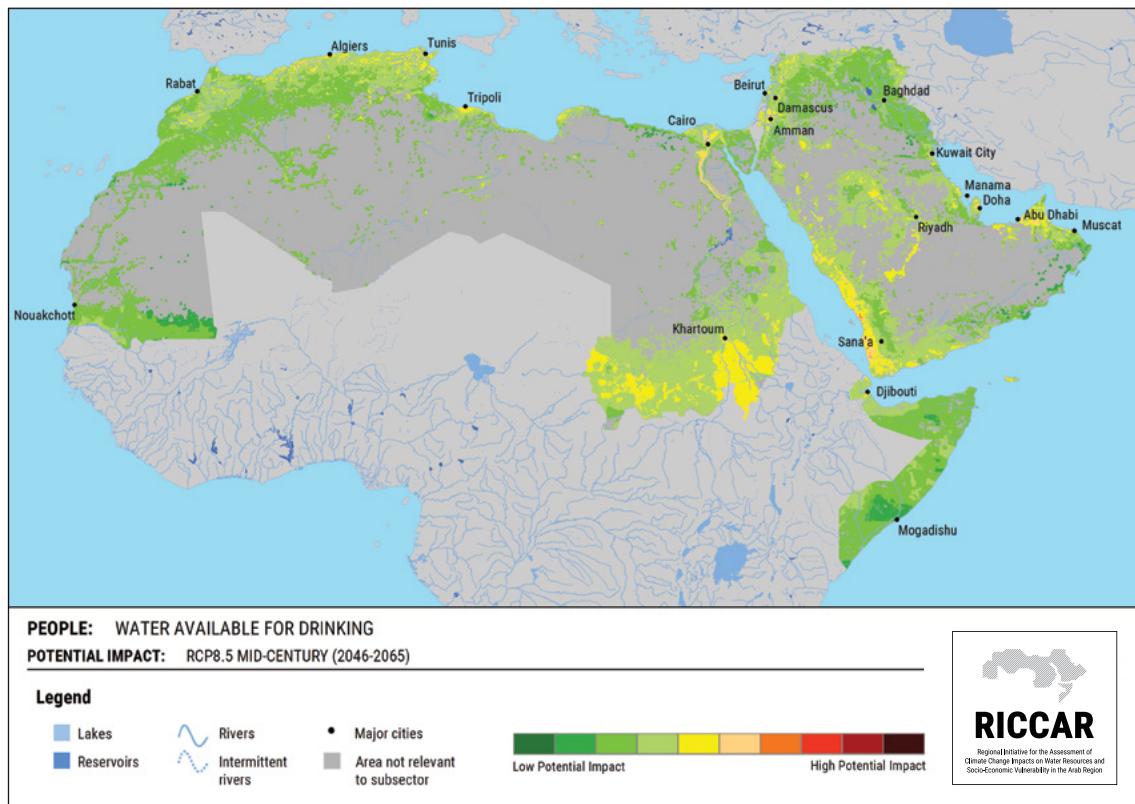 Algiers
Tunis
Rabat
Tripoli
Beirut
Damascus
Baghdad
Cairo
Amman
Kuwait City
Manama
Doha
Abu Dhabi
Muscat
Riyadh
Nouakchott
Khartoum
Sana'a
Djibouti
Mogadishu
PEOPLE: WATER AVAILABLE FOR DRINKING
POTENTIAL IMPACT: RCP8.5 MID-CENTURY (2046-2065)
Legend
Lakes
Reservoirs
Rivers
Intermittent
rivers
Major cities
Area not relevant
to subsector
Low Potential Impact
High Potential Impact
RICCAR
Regional Initiative for the Assessment of
Climate Change Impacts on Water Resources and
Socio-Economic Vulnerability in the Arab Region